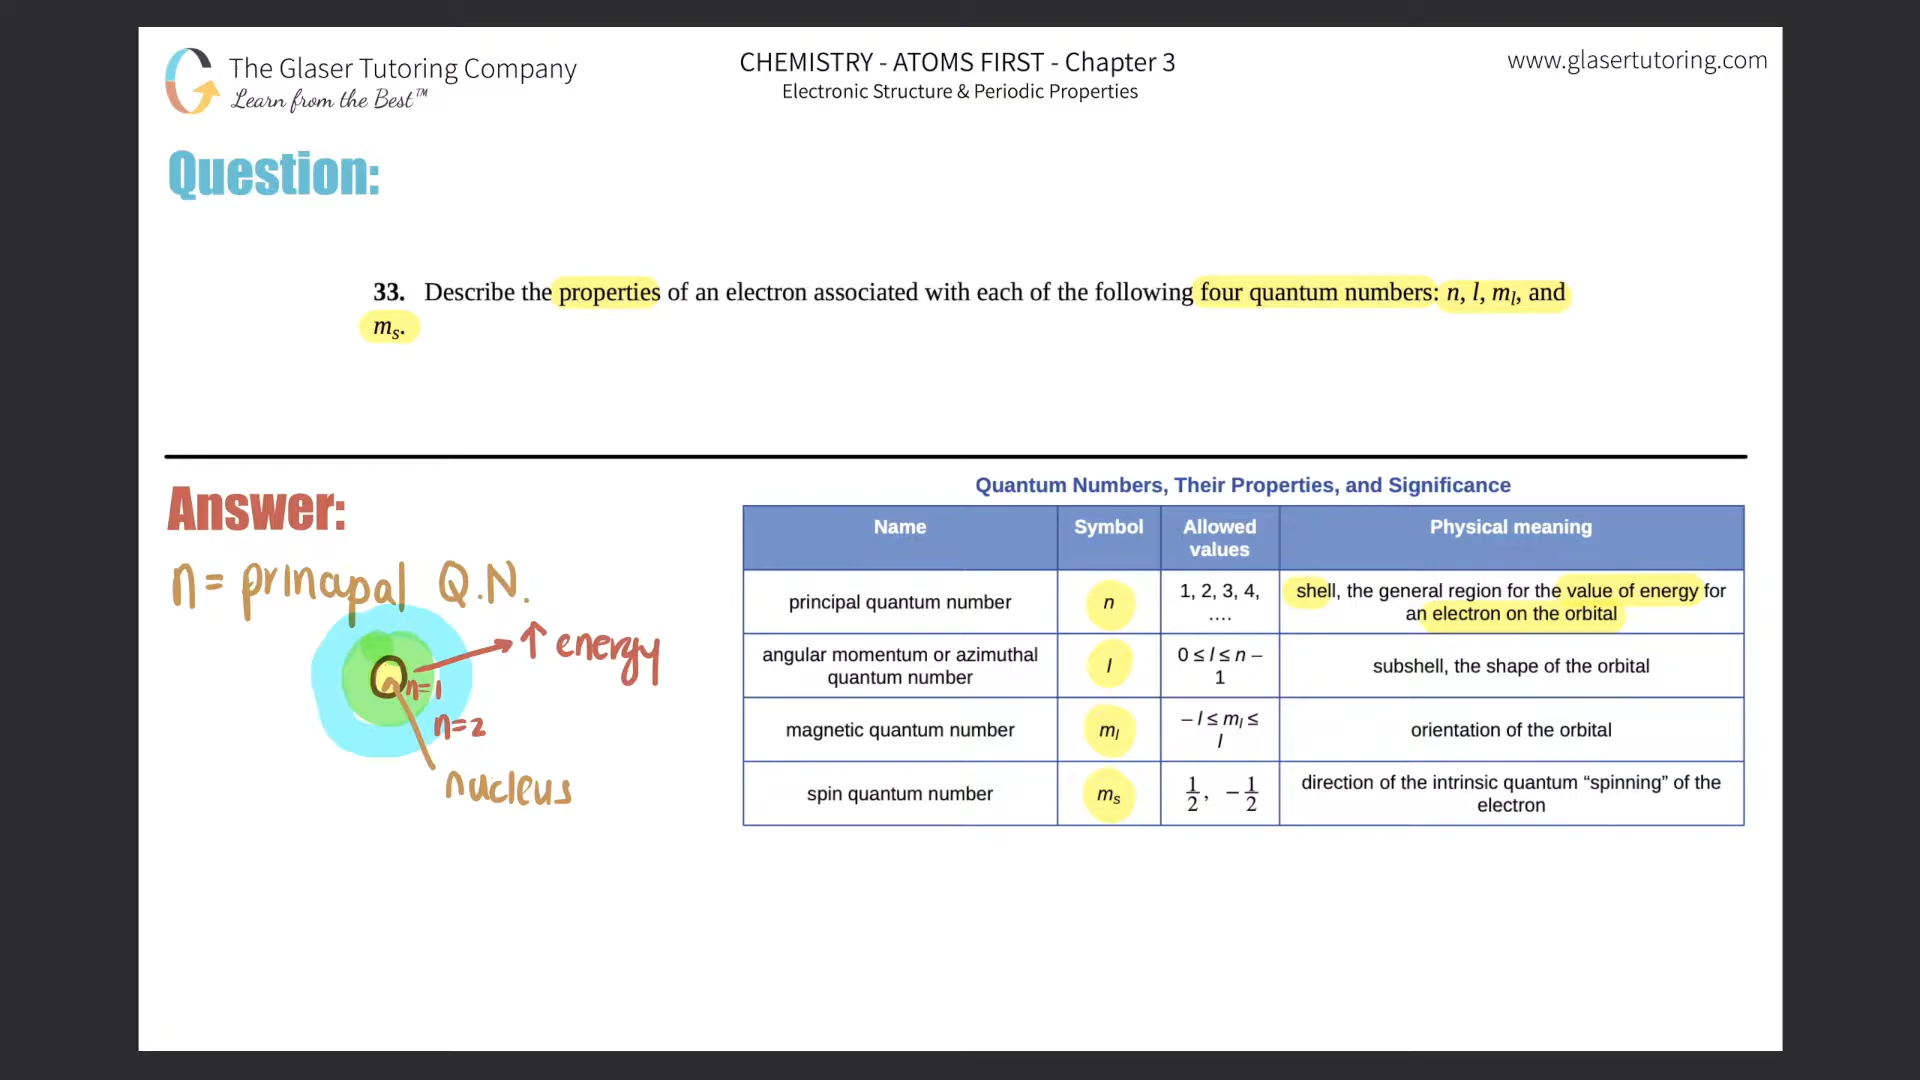 The Glaser Tutoring Company
Learn from the Best™
CHEMISTRY - ATOMS FIRST - Chapter 3
Electronic Structure & Periodic Properties
www.glasertutoring.com
Question:
33. Describe the properties of an electron associated with each of the following four quantum numbers: n, l, mₗ, and
mₛ.
Answer:
n = principal Q.N.
↑ energy
n=1
n=2
nucleus
Quantum Numbers, Their Properties, and Significance
Name Symbol Allowed values Physical meaning
principal quantum number n 1, 2, 3, 4, …. shell, the general region for the value of energy for an electron on the orbital
angular momentum or azimuthal quantum number l 0 ≤ l ≤ n – 1 subshell, the shape of the orbital
magnetic quantum number mₗ – l ≤ mₗ ≤ l orientation of the orbital
spin quantum number mₛ 1/2, −1/2 direction of the intrinsic quantum “spinning” of the electron